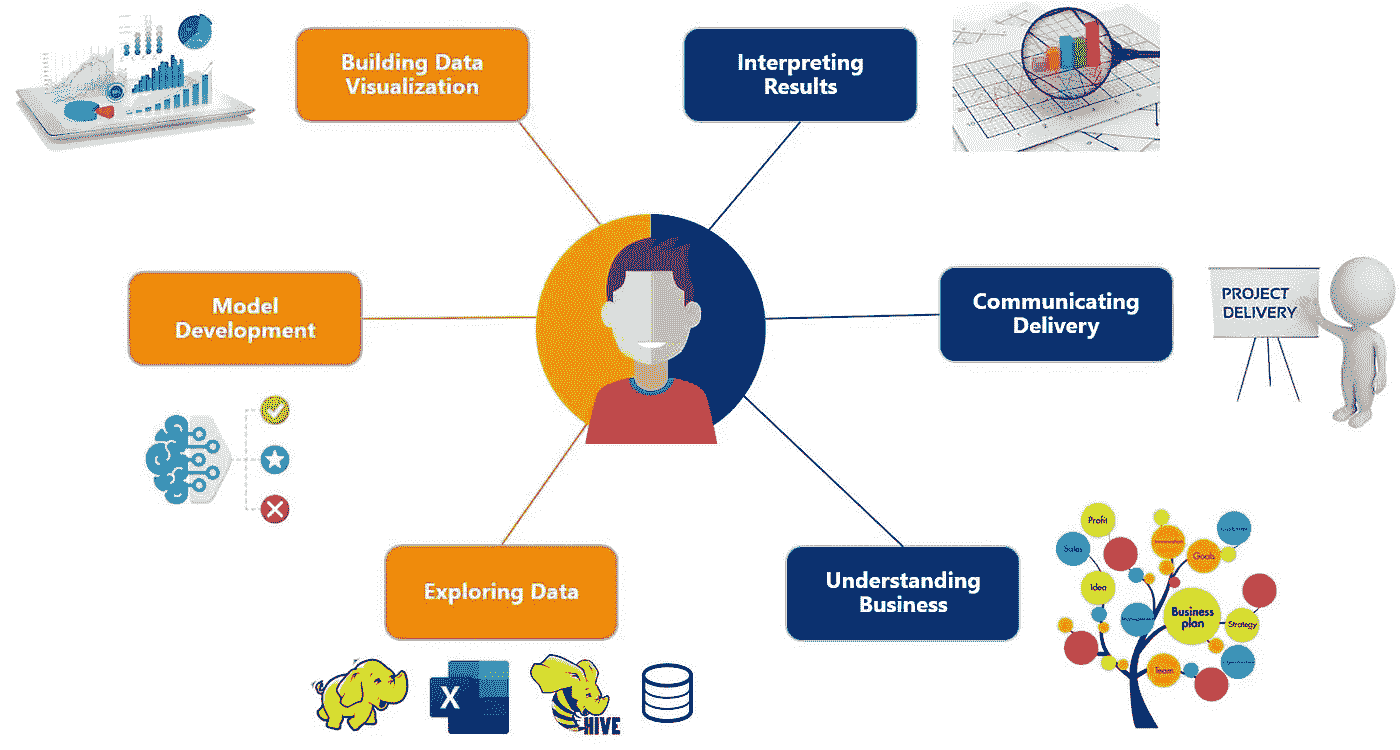 Building Data
Visualization
Interpreting
Results
Model
Development
Communicating
Delivery
PROJECT
DELIVERY
Exploring Data
Understanding
Business
X
HIVE
Profit
Sales
Goals
Idea
Business
plan
Strategy
Team